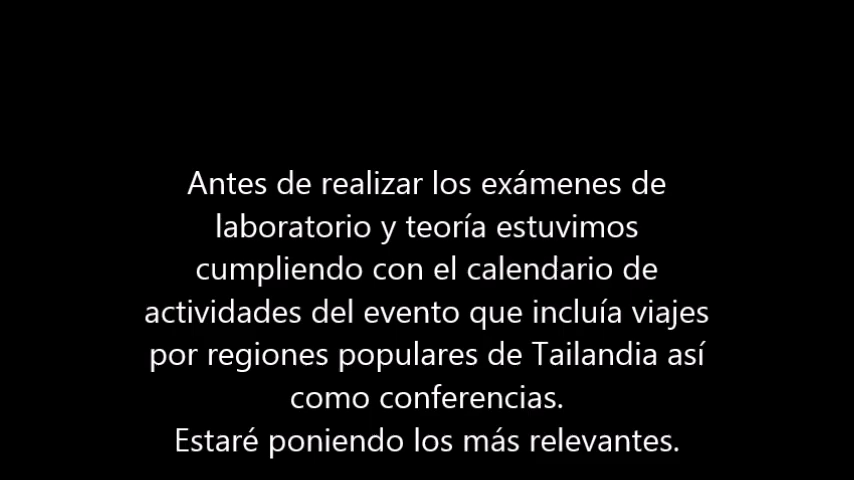 Antes de realizar los exámenes de
laboratorio y teoría estuvimos
cumpliendo con el calendario de
actividades del evento que incluía viajes
por regiones populares de Tailandia así
como conferencias.
Estaré poniendo los más relevantes.